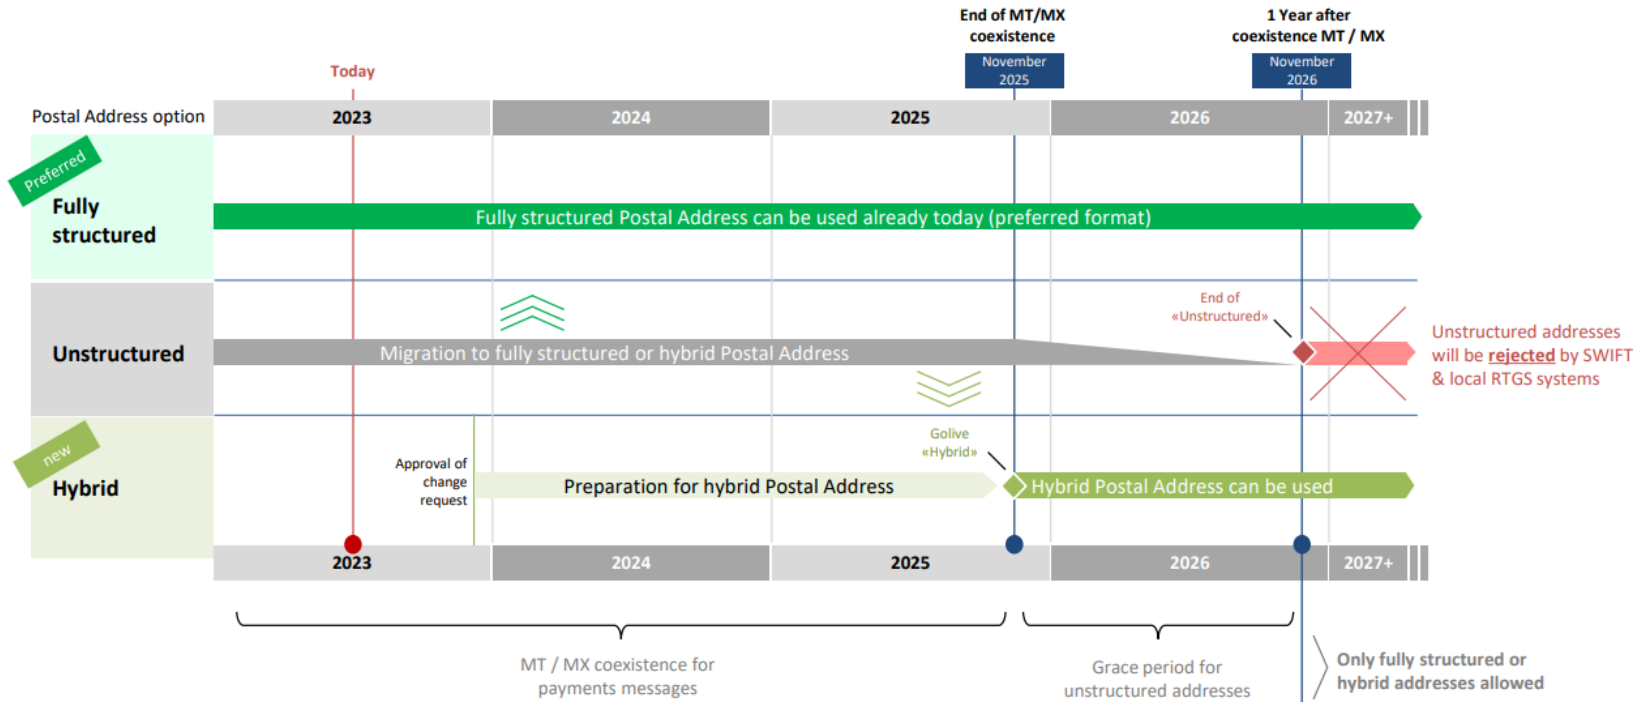 End of MT/MX
coexistence
1 Year after
coexistence MT / MX
November
2025
November
2026
Today
Postal Address option
2023
2024
2025
2026
2027+
Preferred
Fully
structured
Fully structured Postal Address can be used already today (preferred format)
Unstructured
Migration to fully structured or hybrid Postal Address
End of
«Unstructured»
Unstructured addresses
will be rejected by SWIFT
& local RTGS systems
new
Hybrid
Approval of
change
request
Preparation for hybrid Postal Address
Golive
«Hybrid»
Hybrid Postal Address can be used
2023
2024
2025
2026
2027+
MT / MX coexistence for
payments messages
Grace period for
unstructured addresses
Only fully structured or
hybrid addresses allowed